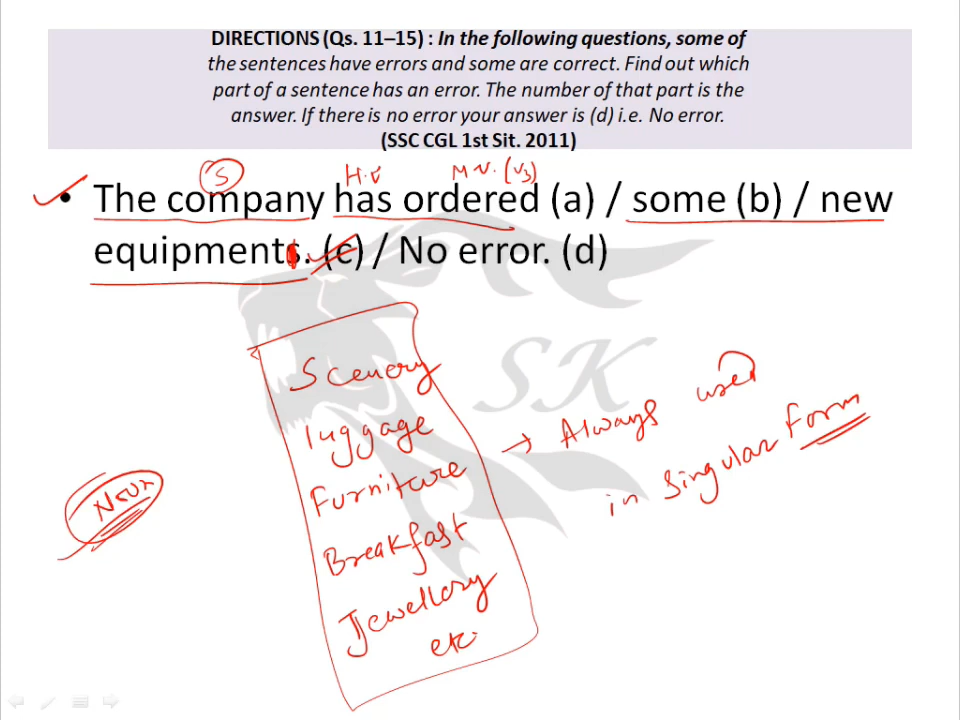 DIRECTIONS (Qs. 11–15) : In the following questions, some of
the sentences have errors and some are correct. Find out which
part of a sentence has an error. The number of that part is the
answer. If there is no error your answer is (d) i.e. No error.
(SSC CGL 1st Sit. 2011)
S H.V M.V. (V3)
• The company has ordered (a) / some (b) / new
equipments. (c) / No error. (d)
SK
Scenery
luggage
Furniture
Breakfast
Jewellery
etc
→ Always used
in singular form
Noun